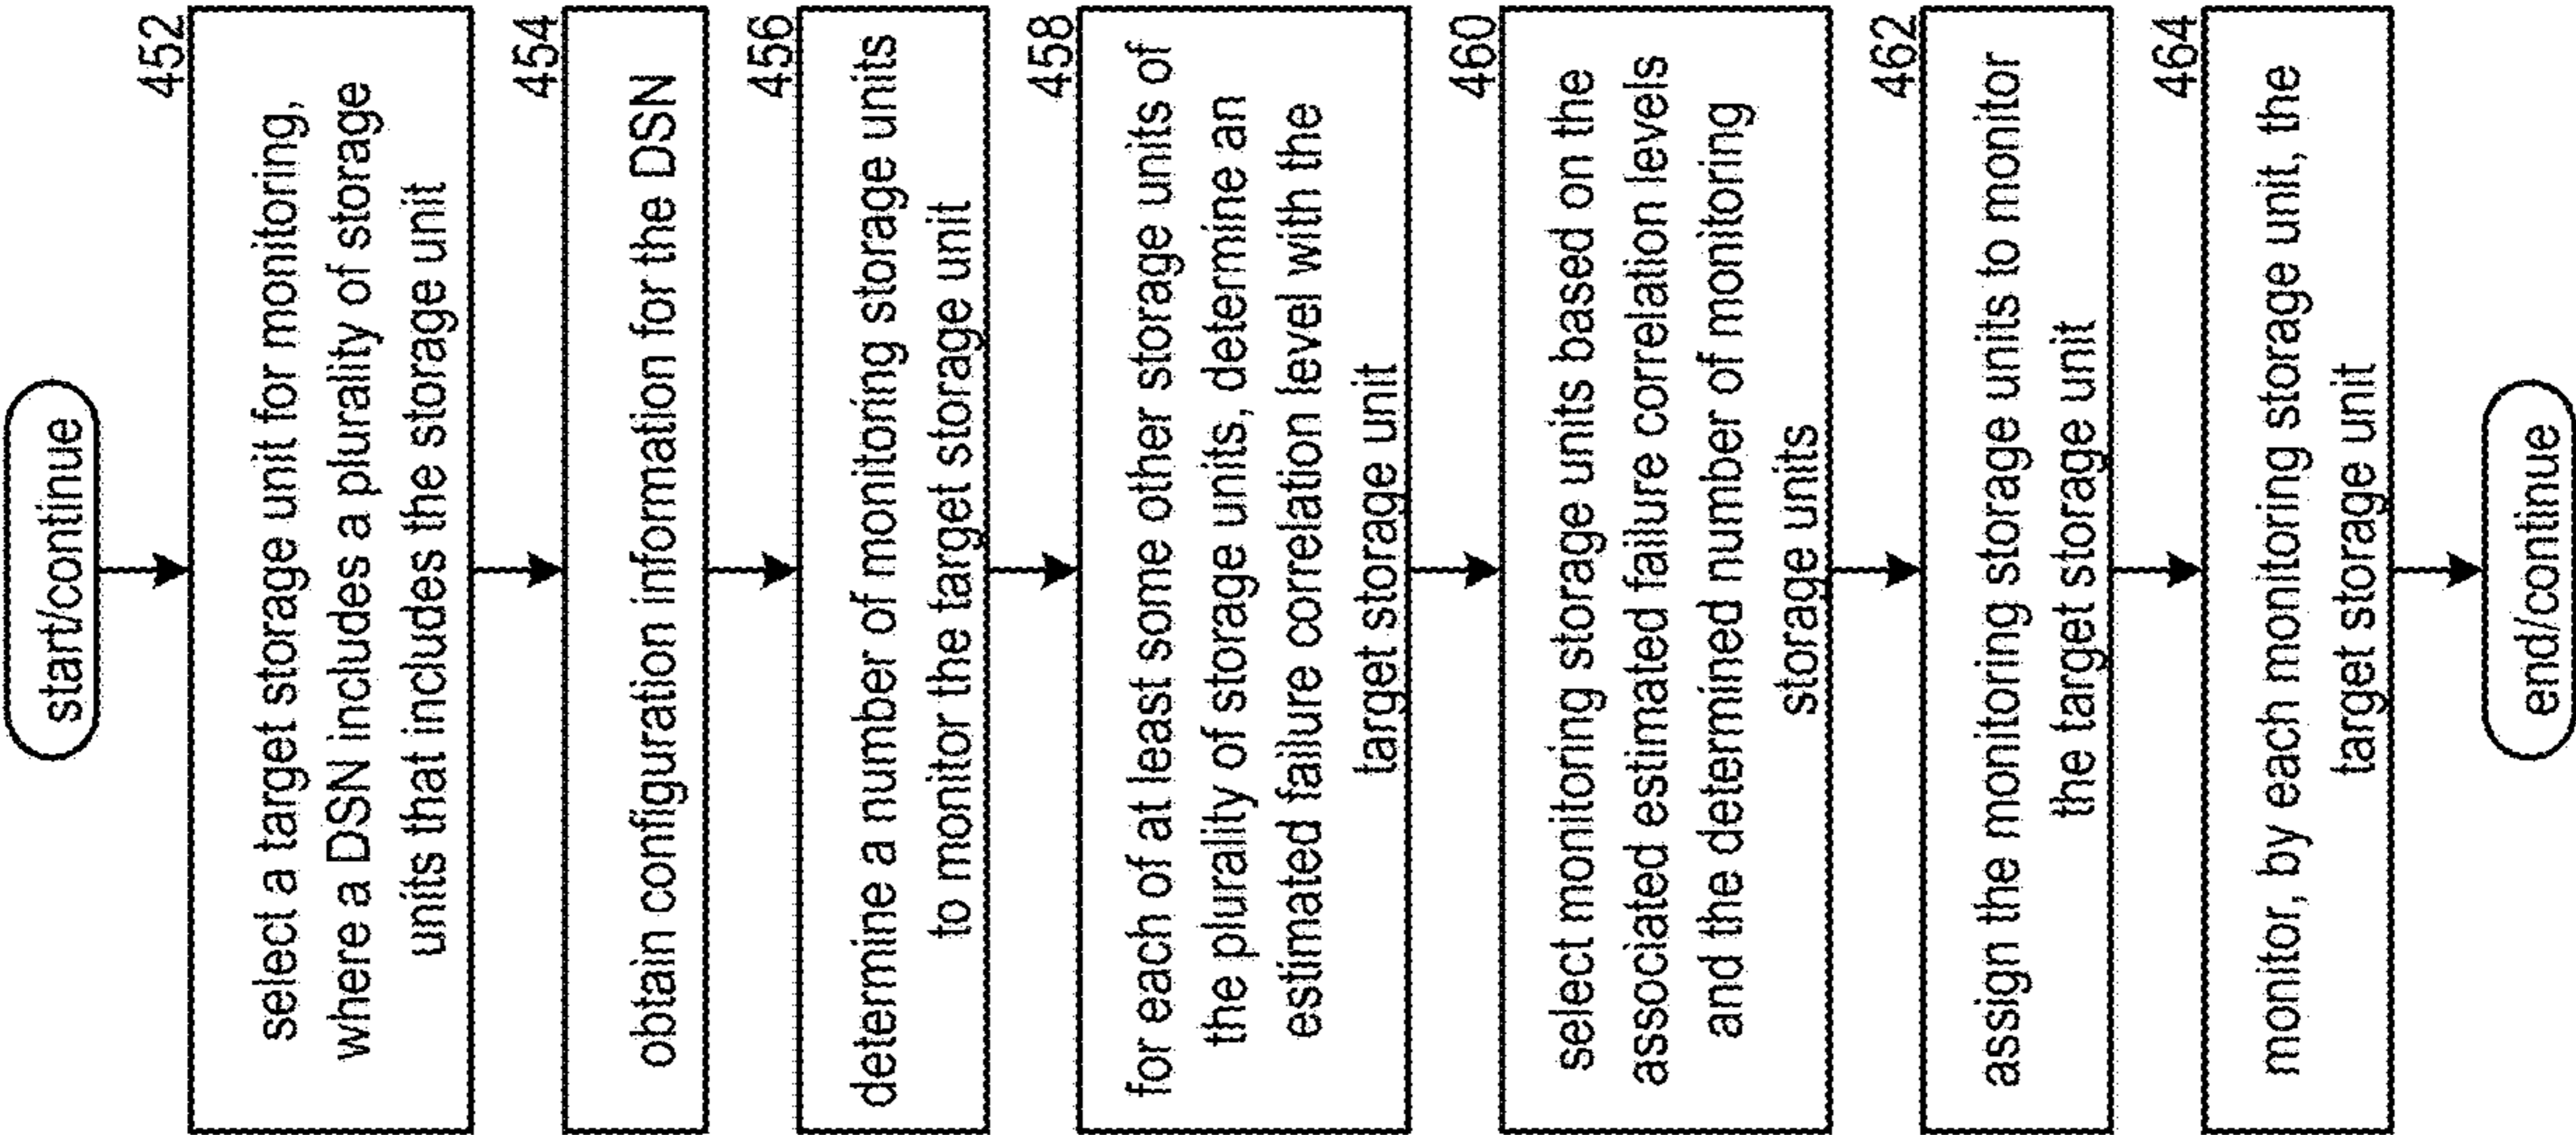 start/continue
452
select a target storage unit for monitoring,
where a DSN includes a plurality of storage
units that includes the storage unit
454
obtain configuration information for the DSN
456
determine a number of monitoring storage units
to monitor the target storage unit
458
for each of at least some other storage units of
the plurality of storage units, determine an
estimated failure correlation level with the
target storage unit
460
select monitoring storage units based on the
associated estimated failure correlation levels
and the determined number of monitoring
storage units
462
assign the monitoring storage units to monitor
the target storage unit
464
monitor, by each monitoring storage unit, the
target storage unit
end/continue